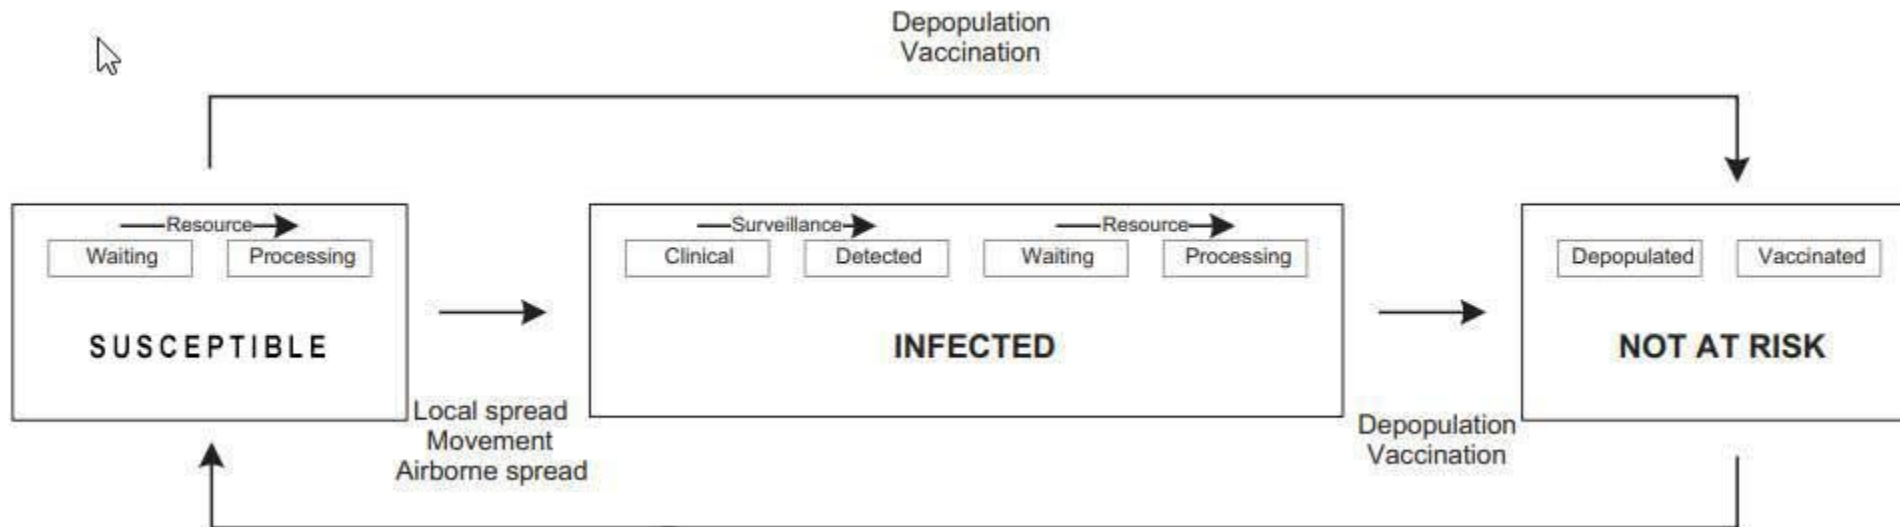 Depopulation
Vaccination
Resource
Waiting
Processing
SUSCEPTIBLE
Local spread
Movement
Airborne spread
Surveillance
Resource
Clinical
Detected
Waiting
Processing
INFECTED
Depopulation
Vaccination
Depopulated
Vaccinated
NOT AT RISK